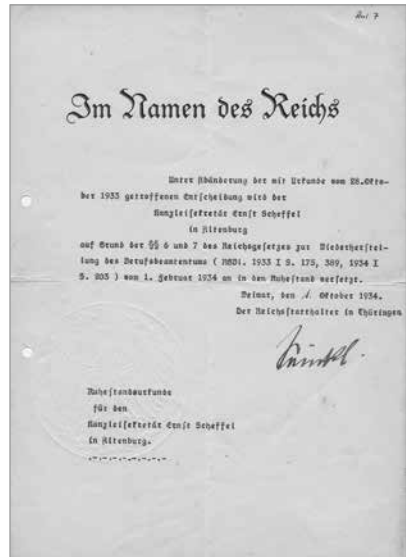 Anl 7
Im Namen des Reichs
Unter Abänderung der mit Urkunde vom 26.Okto-
ber 1933 getroffenen Entscheidung wird der
Kanzleisekretär Ernst Scheffel
in Altenburg
auf Grund der §§ 6 und 7 des Reichsgesetzes zur Wiederherstel-
lung des Berufsbeamtentums ( RGBl. 1933 I S. 175, 389, 1934 I
S. 203 ) vom 1. Februar 1934 an in den Ruhestand versetzt.
Weimar, den 1. Oktober 1934.
Der Reichsstatthalter in Thüringen
Ruhestandsurkunde
für den
Kanzleisekretär Ernst Scheffel
in Altenburg.
-.-.-.-.-.-.-.-